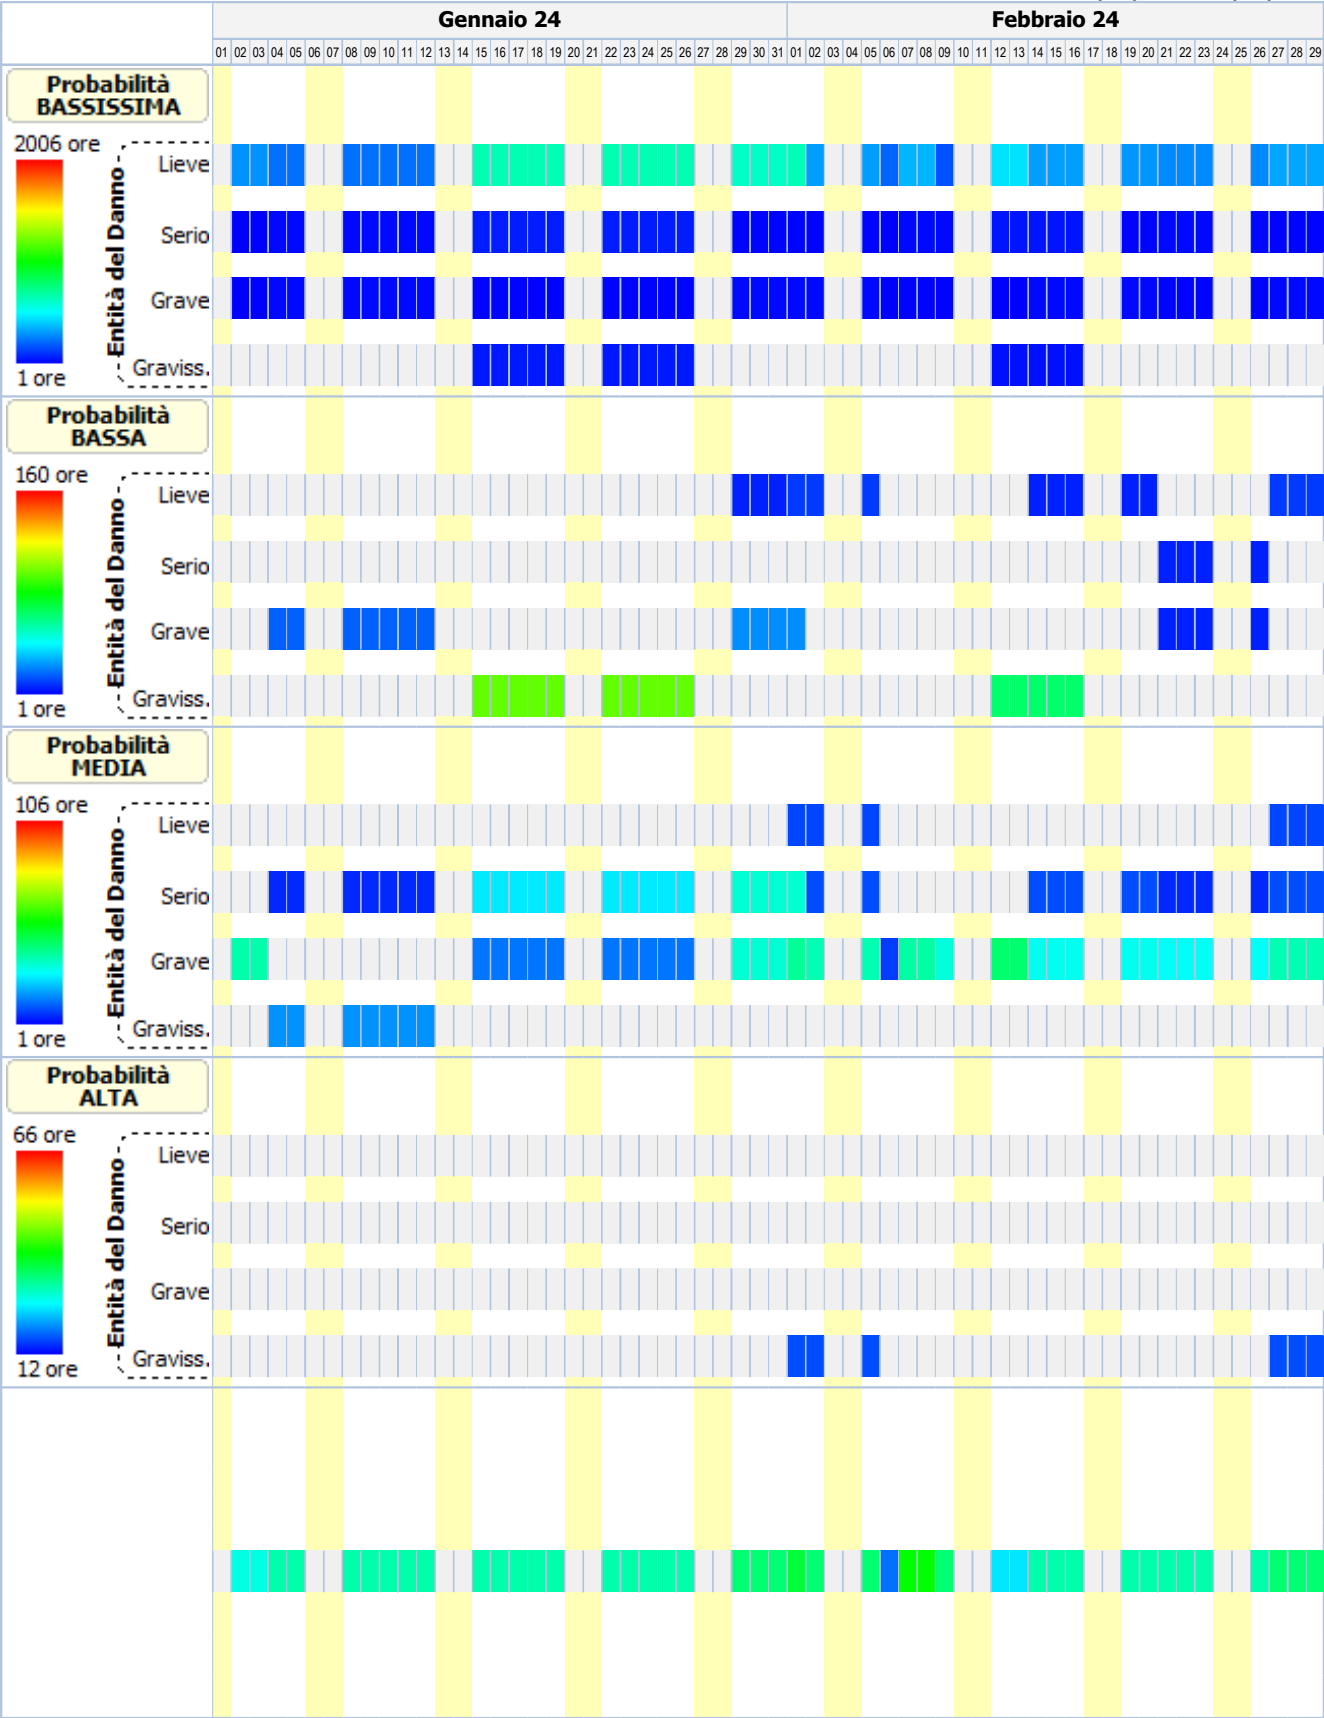 Gennaio 24 Febbraio 24
01 02 03 04 05 06 07 08 09 10 11 12 13 14 15 16 17 18 19 20 21 22 23 24 25 26 27 28 29 30 31 01 02 03 04 05 06 07 08 09 10 11 12 13 14 15 16 17 18 19 20 21 22 23 24 25 26 27 28 29
Probabilità
BASSISSIMA
2006 ore
Entità del Danno
Lieve
Serio
Grave
Graviss.
1 ore
Probabilità
BASSA
160 ore
Entità del Danno
Lieve
Serio
Grave
Graviss.
1 ore
Probabilità
MEDIA
106 ore
Entità del Danno
Lieve
Serio
Grave
Graviss.
1 ore
Probabilità
ALTA
66 ore
Entità del Danno
Lieve
Serio
Grave
Graviss.
12 ore